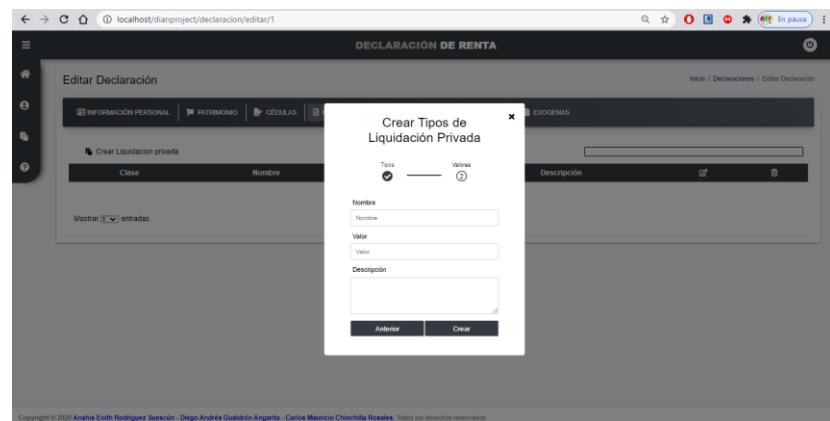 localhost/dianproject/declaracion/editar/1
En pausa
DECLARACIÓN DE RENTA
Editar Declaración
Inicio / Declaraciones / Editar Declaración
INFORMACIÓN PERSONAL PATRIMONIO CÉDULAS EXOGENAS
Crear Tipos de
Liquidación Privada
Crear Liquidacion privada
Tipos Valores
2
Clase Nombre Descripción
Nombre
Nombre
Mostrar 5 entradas
Valor
Valor
Descripción
Anterior Crear
Copyright © 2020 Anahis Enith Rodríguez Suescún - Diego Andrés Gualdrón Angarita - Carlos Mauricio Chinchilla Rosales. Todos los derechos reservados.